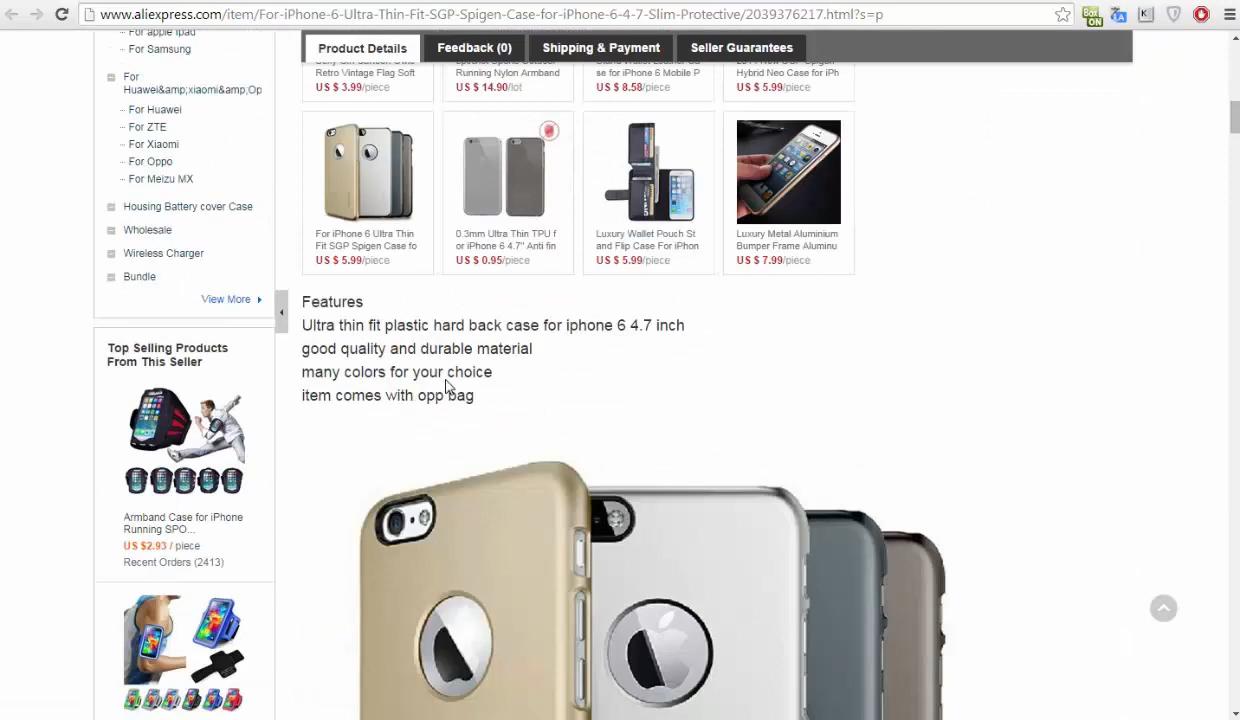 www.aliexpress.com/item/For-iPhone-6-Ultra-Thin-Fit-SGP-Spigen-Case-for-iPhone-6-4-7-Slim-Protective/2039376217.html?s=p
Box
ON
For apple Ipad
For Samsung
For
Huawei&amp;xiaomi&amp;Op
For Huawei
For ZTE
For Xiaomi
For Oppo
For Meizu MX
Housing Battery cover Case
Wholesale
Wireless Charger
Bundle
View More
Top Selling Products
From This Seller
Armband Case for iPhone
Running SPO...
US $2.93 / piece
Recent Orders (2413)
Product Details
Feedback (0)
Shipping & Payment
Seller Guarantees
Retro Vintage Flag Soft
US $ 3.99/piece
Running Nylon Armband
US $ 14.90/lot
se for iPhone 6 Mobile P
US $ 8.58/piece
Hybrid Neo Case for iPh
US $ 5.99/piece
For iPhone 6 Ultra Thin
Fit SGP Spigen Case fo
US $ 5.99/piece
0.3mm Ultra Thin TPU f
or iPhone 6 4.7" Anti fin
US $ 0.95/piece
Luxury Wallet Pouch St
and Flip Case For iPhon
US $ 5.99/piece
Luxury Metal Aluminium
Bumper Frame Aluminu
US $ 7.99/piece
Features
Ultra thin fit plastic hard back case for iphone 6 4.7 inch
good quality and durable material
many colors for your choice
item comes with opp bag